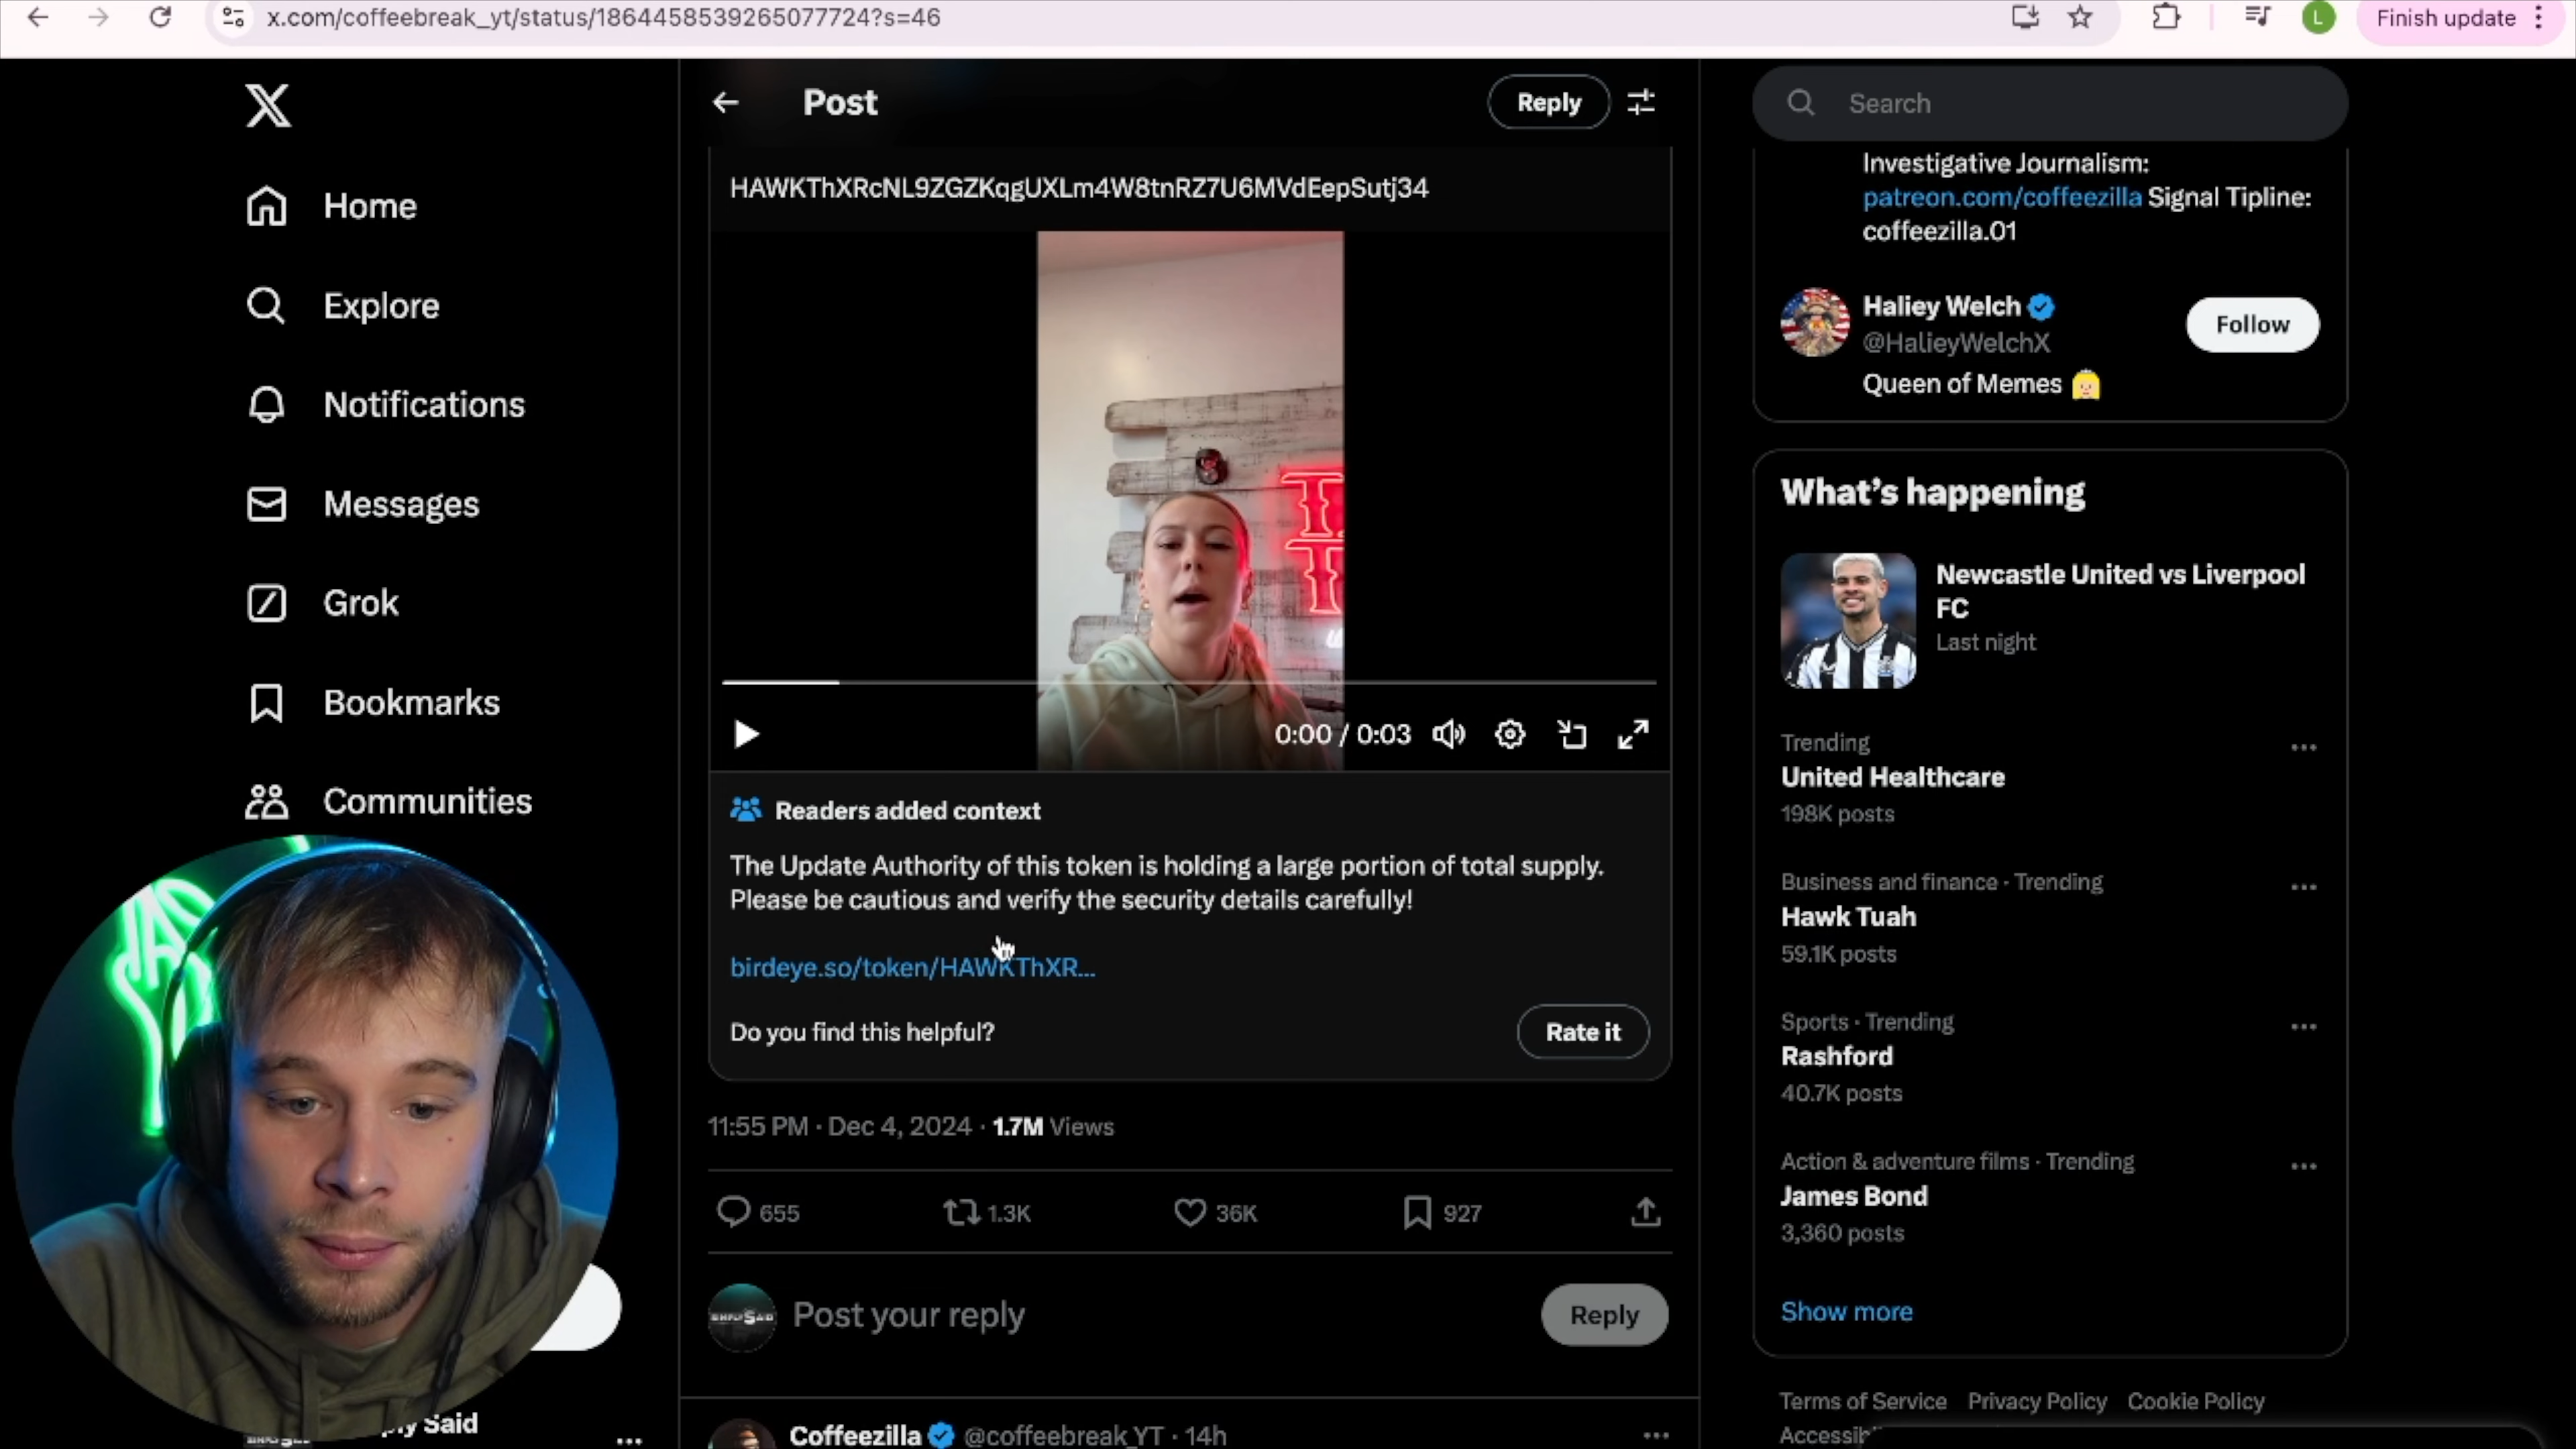 x.com/coffeebreak_yt/status/1864458539265077724?s=46
L
Finish update
Home
Explore
Notifications
Messages
Grok
Bookmarks
Communities
Said
Post
Reply
HAWKThXRcNL9ZGZKqgUXLm4W8tnRZ7U6MVdEepSutj34
0:00 / 0:03
Readers added context
The Update Authority of this token is holding a large portion of total supply.
Please be cautious and verify the security details carefully!
birdeye.so/token/HAWKThXR...
Do you find this helpful?
Rate it
11:55 PM · Dec 4, 2024 · 1.7M Views
655
1.3K
36K
927
Post your reply
Reply
Coffeezilla @coffeebreak_YT · 14h
Search
Investigative Journalism:
patreon.com/coffeezilla Signal Tipline:
coffeezilla.01
Haliey Welch
@HalieyWelchX
Follow
Queen of Memes
What's happening
Newcastle United vs Liverpool
FC
Last night
Trending
United Healthcare
198K posts
Business and finance · Trending
Hawk Tuah
59.1K posts
Sports · Trending
Rashford
40.7K posts
Action & adventure films · Trending
James Bond
3,360 posts
Show more
Terms of Service Privacy Policy Cookie Policy